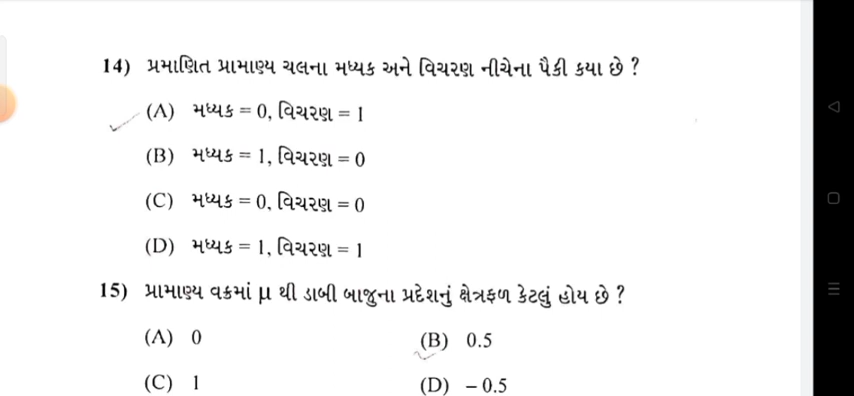 14) પ્રમાણિત પ્રામાણ્ય ચલના મધ્યક અને વિચરણ નીચેના પૈકી કયા છે ?
(A) મધ્યક = 0, વિચરણ = 1
(B) મધ્યક = 1, વિચરણ = 0
(C) મધ્યક = 0, વિચરણ = 0
(D) મધ્યક = 1, વિચરણ = 1
15) પ્રામાણ્ય વક્રમાં μ થી ડાબી બાજુના પ્રદેશનું ક્ષેત્રફળ કેટલું હોય છે ?
(A) 0 (B) 0.5
(C) 1 (D) – 0.5